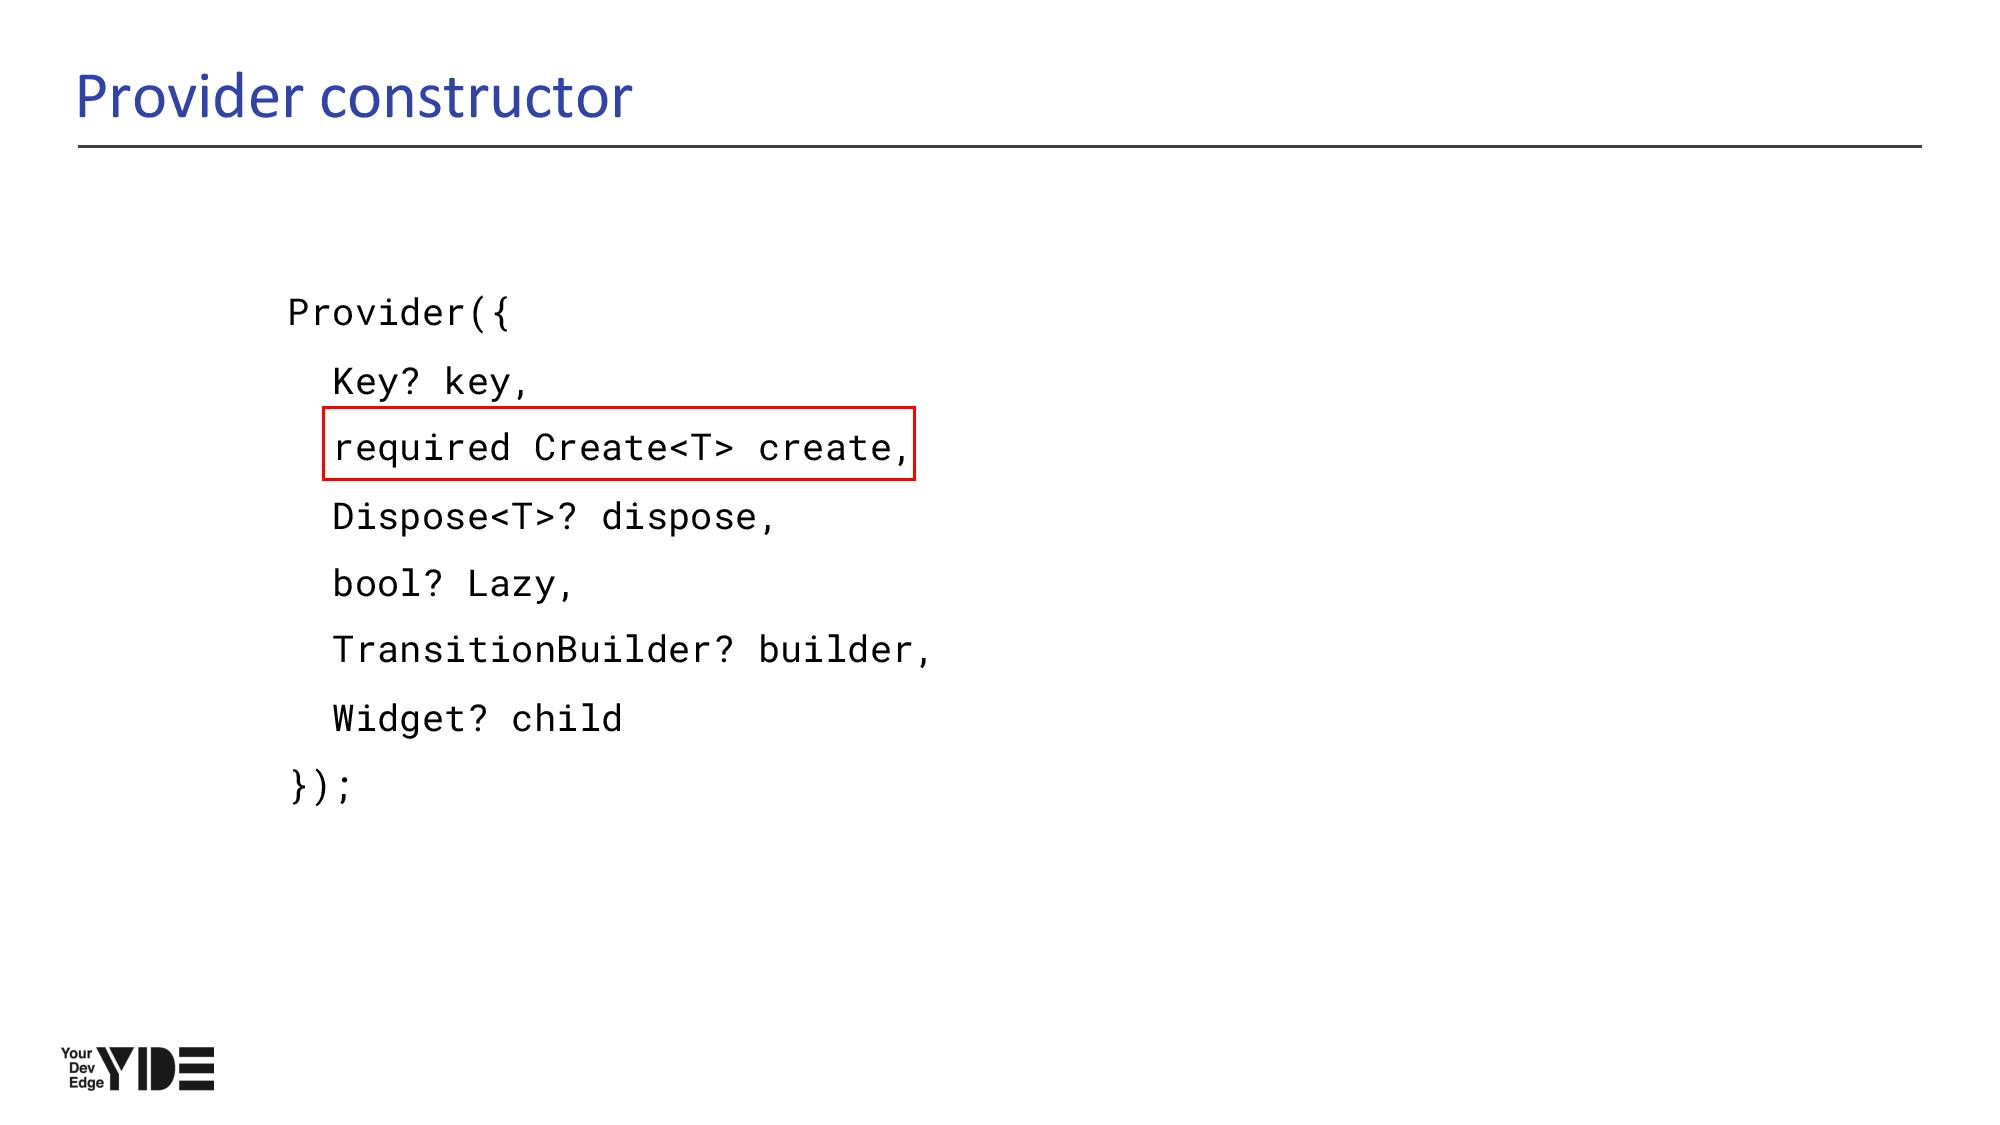 Provider constructor
Provider({
Key? key,
required Create<T> create,
Dispose<T>? dispose,
bool? Lazy,
TransitionBuilder? builder,
Widget? child
});
Your
Dev
Edge
YDE